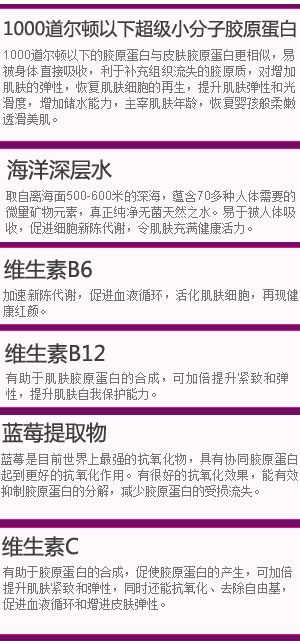 1000道尔顿以下超级小分子胶原蛋白
1000道尔顿以下的胶原蛋白与皮肤胶原蛋白更相似，易
被身体直接吸收，利于补充组织流失的胶原质，对增加
肌肤的弹性，恢复肌肤细胞的再生，提升肌肤弹性和光
滑度，增加储水能力，主宰肌肤年龄，恢复婴孩般柔嫩
透滑美肌。
海洋深层水
取自离海面500-600米的深海，蕴含70多种人体需要的
微量矿物元素，真正纯净无菌天然之水。易于被人体吸
收，促进细胞新陈代谢，令肌肤充满健康活力。
维生素B6
加速新陈代谢，促进血液循环，活化肌肤细胞，再现健
康红颜。
维生素B12
有助于肌肤胶原蛋白的合成，可加倍提升紧致和弹
性，提升肌肤自我保护能力。
蓝莓提取物
蓝莓是目前世界上最强的抗氧化物，具有协同胶原蛋白
起到更好的抗氧化作用。有很好的抗氧化效果，能有效
抑制胶原蛋白的分解，减少胶原蛋白的受损流失。
维生素C
有助于胶原蛋白的合成，促使胶原蛋白的产生，可加倍
提升肌肤紧致和弹性，同时还能抗氧化、去除自由基，
促进血液循环和增进皮肤弹性。